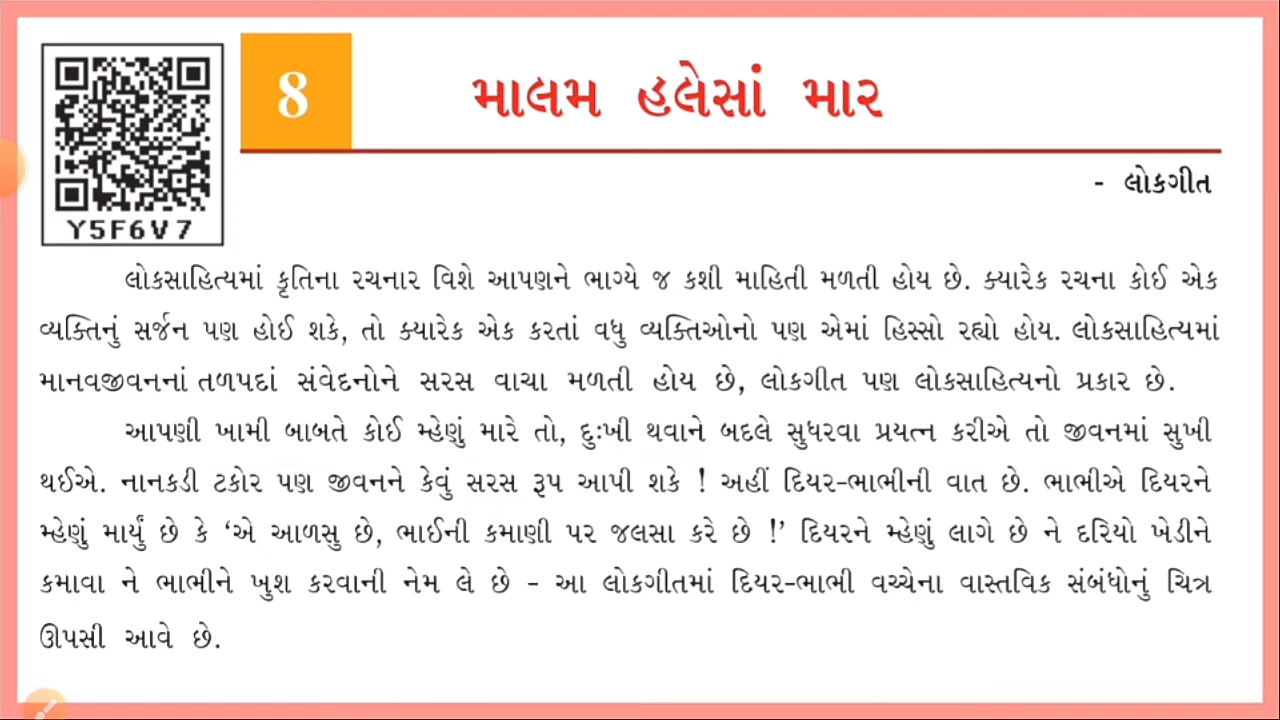 8
માલમ હલેસાં માર
Y5F6V7
- લોકગીત
લોકસાહિત્યમાં કૃતિના રચનાર વિશે આપણને ભાગ્યે જ કશી માહિતી મળતી હોય છે. ક્યારેક રચના કોઈ એક
વ્યક્તિનું સર્જન પણ હોઈ શકે, તો ક્યારેક એક કરતાં વધુ વ્યક્તિઓનો પણ એમાં હિસ્સો રહ્યો હોય. લોકસાહિત્યમાં
માનવજીવનનાં તળપદાં સંવેદનોને સરસ વાચા મળતી હોય છે, લોકગીત પણ લોકસાહિત્યનો પ્રકાર છે.
આપણી ખામી બાબતે કોઈ મ્હેણું મારે તો, દુઃખી થવાને બદલે સુધરવા પ્રયત્ન કરીએ તો જીવનમાં સુખી
થઈએ. નાનકડી ટકોર પણ જીવનને કેવું સરસ રૂપ આપી શકે ! અહીં દિયર-ભાભીની વાત છે. ભાભીએ દિયરને
મ્હેણું માર્યું છે કે ‘એ આળસુ છે, ભાઈની કમાણી પર જલસા કરે છે !’ દિયરને મ્હેણું લાગે છે ને દરિયો ખેડીને
કમાવા ને ભાભીને ખુશ કરવાની નેમ લે છે - આ લોકગીતમાં દિયર-ભાભી વચ્ચેના વાસ્તવિક સંબંધોનું ચિત્ર
ઊપસી આવે છે.